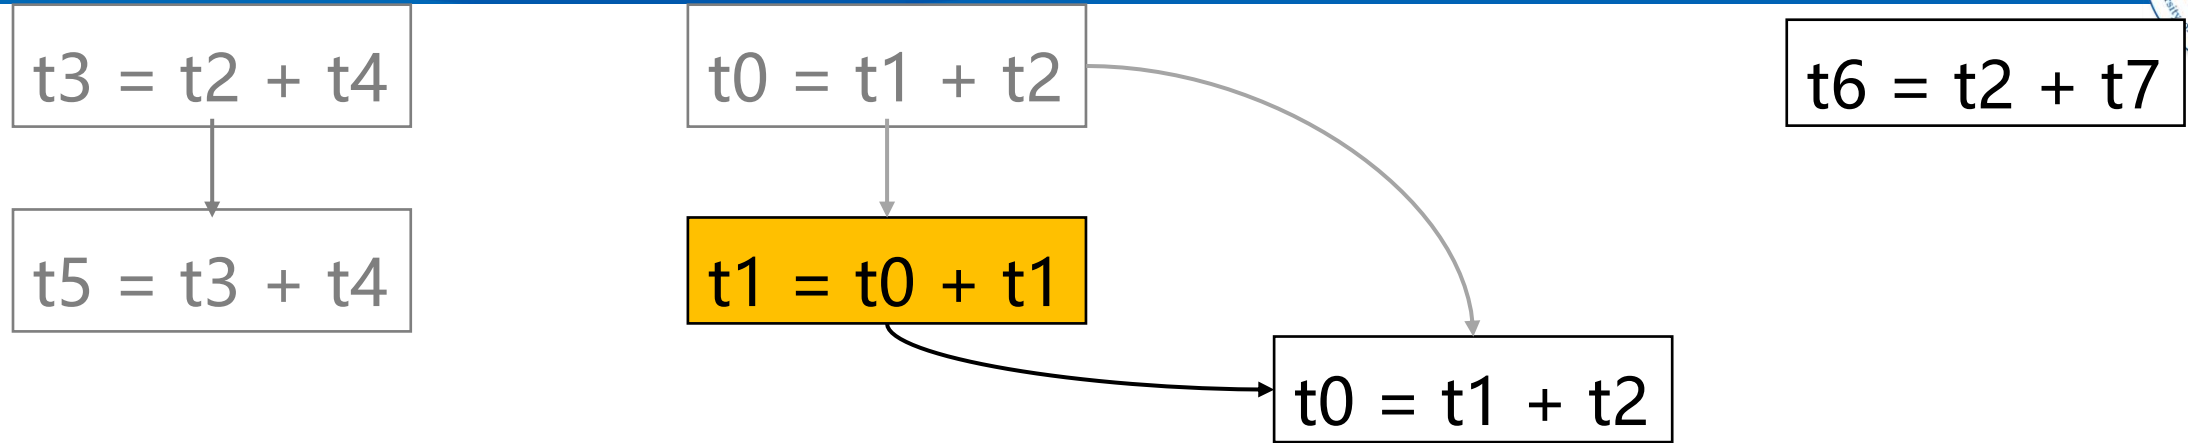 t3 = t2 + t4
t0 = t1 + t2
t6 = t2 + t7
t5 = t3 + t4
t1 = t0 + t1
t0 = t1 + t2